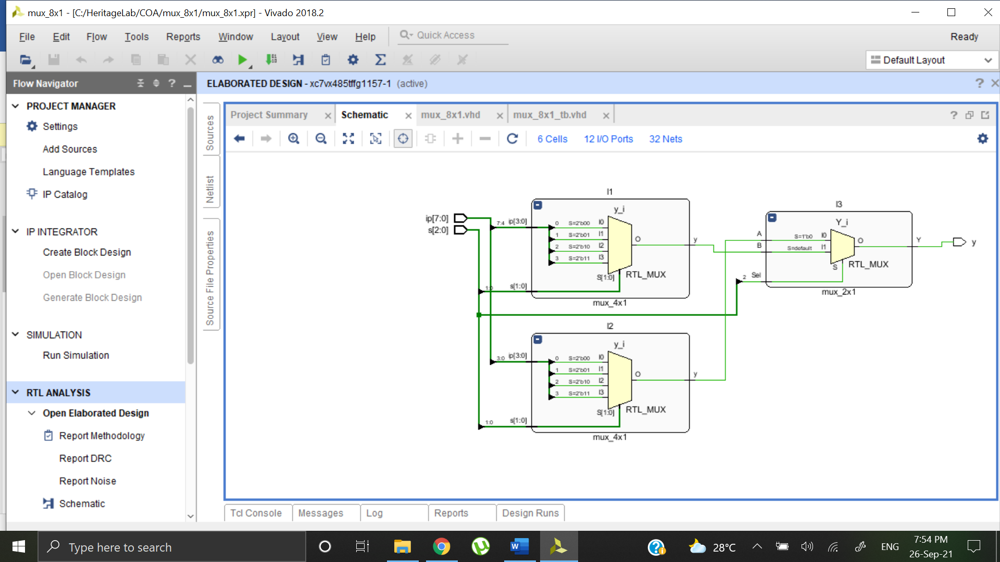 mux_8x1 - [C:/HeritageLab/COA/mux_8x1/mux_8x1.xpr] - Vivado 2018.2
File Edit Flow Tools Reports Window Layout View Help Quick Access Ready
Default Layout
Flow Navigator
PROJECT MANAGER
Settings
Add Sources
Language Templates
IP Catalog
IP INTEGRATOR
Create Block Design
Open Block Design
Generate Block Design
SIMULATION
Run Simulation
RTL ANALYSIS
Open Elaborated Design
Report Methodology
Report DRC
Report Noise
Schematic
ELABORATED DESIGN - xc7vx485tffg1157-1 (active)
Sources
Netlist
Source File Properties
Project Summary Schematic mux_8x1.vhd mux_8x1_tb.vhd
6 Cells 12 I/O Ports 32 Nets
ip[7:0]
s[2:0]
I1
y_i
7:4 ip[3:0]
0 S=2'b00 I0
1 S=2'b01 I1
2 S=2'b10 I2
3 S=2'b11 I3
O
y
S[1:0] RTL_MUX
1:0 s[1:0]
mux_4x1
I2
y_i
3:0 ip[3:0]
0 S=2'b00 I0
1 S=2'b01 I1
2 S=2'b10 I2
3 S=2'b11 I3
O
y
S[1:0] RTL_MUX
1:0 s[1:0]
mux_4x1
I3
Y_i
A S=1'b0 I0
B S=default I1
O
Y
y
S RTL_MUX
2 Sel
mux_2x1
Tcl Console Messages Log Reports Design Runs
Type here to search
28°C
ENG
7:54 PM
26-Sep-21